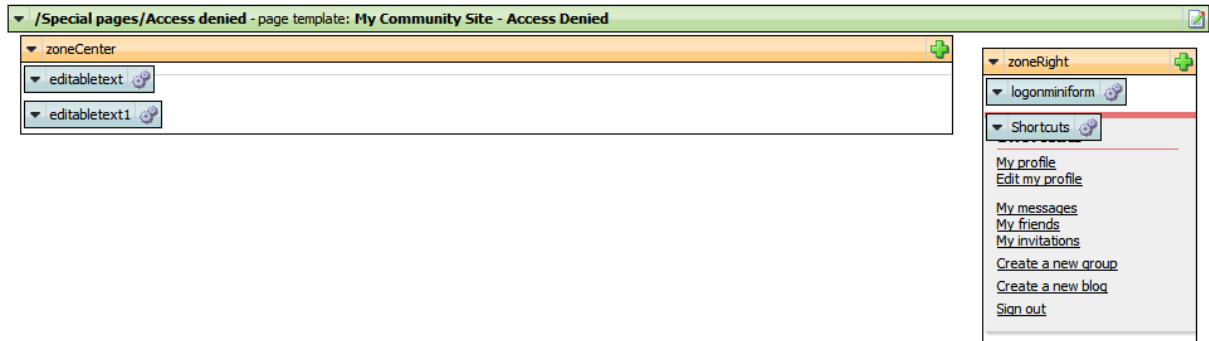 /Special pages/Access denied - page template: My Community Site - Access Denied
zoneCenter
editabletext
editabletext1
zoneRight
logonminiform
Shortcuts
My profile
Edit my profile
My messages
My friends
My invitations
Create a new group
Create a new blog
Sign out